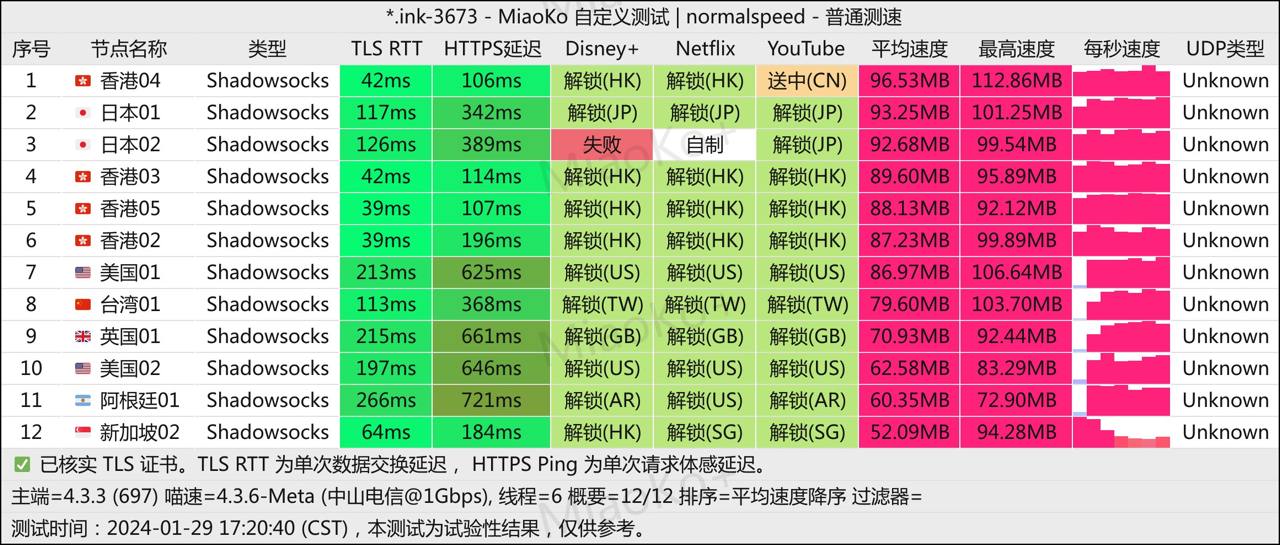 *.ink-3673 - MiaoKo 自定义测试 | normalspeed - 普通测速
序号 节点名称 类型 TLS RTT HTTPS延迟 Disney+ Netflix YouTube 平均速度 最高速度 每秒速度 UDP类型
1 香港04 Shadowsocks 42ms 106ms 解锁(HK) 解锁(HK) 送中(CN) 96.53MB 112.86MB Unknown
2 日本01 Shadowsocks 117ms 342ms 解锁(JP) 解锁(JP) 解锁(JP) 93.25MB 101.25MB Unknown
3 日本02 Shadowsocks 126ms 389ms 失败 自制 解锁(JP) 92.68MB 99.54MB Unknown
4 香港03 Shadowsocks 42ms 114ms 解锁(HK) 解锁(HK) 解锁(HK) 89.60MB 95.89MB Unknown
5 香港05 Shadowsocks 39ms 107ms 解锁(HK) 解锁(HK) 解锁(HK) 88.13MB 92.12MB Unknown
6 香港02 Shadowsocks 39ms 196ms 解锁(HK) 解锁(HK) 解锁(HK) 87.23MB 99.89MB Unknown
7 美国01 Shadowsocks 213ms 625ms 解锁(US) 解锁(US) 解锁(US) 86.97MB 106.64MB Unknown
8 台湾01 Shadowsocks 113ms 368ms 解锁(TW) 解锁(TW) 解锁(TW) 79.60MB 103.70MB Unknown
9 英国01 Shadowsocks 215ms 661ms 解锁(GB) 解锁(GB) 解锁(GB) 70.93MB 92.44MB Unknown
10 美国02 Shadowsocks 197ms 646ms 解锁(US) 解锁(US) 解锁(US) 62.58MB 83.29MB Unknown
11 阿根廷01 Shadowsocks 266ms 721ms 解锁(AR) 解锁(US) 解锁(AR) 60.35MB 72.90MB Unknown
12 新加坡02 Shadowsocks 64ms 184ms 解锁(HK) 解锁(SG) 解锁(SG) 52.09MB 94.28MB Unknown
✅ 已核实 TLS 证书。TLS RTT 为单次数据交换延迟， HTTPS Ping 为单次请求体感延迟。
主端=4.3.3 (697) 喵速=4.3.6-Meta (中山电信@1Gbps), 线程=6 概要=12/12 排序=平均速度降序 过滤器=
测试时间：2024-01-29 17:20:40 (CST)，本测试为试验性结果，仅供参考。